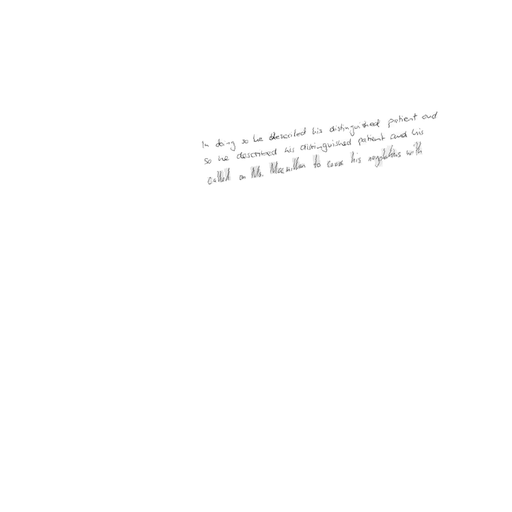 In doing so he described his distinguished patient and
so he described his distinguished patient and his
called on Mr. Macmillan to cease his negotiations with